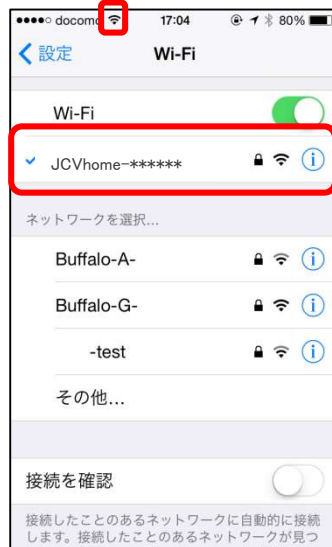 docomo 17:04 80%
設定 Wi-Fi
Wi-Fi
JCVhome-******
ネットワークを選択...
Buffalo-A-
Buffalo-G-
-test
その他...
接続を確認
接続したことのあるネットワークに自動的に接続
します。接続したことのあるネットワークが見つ